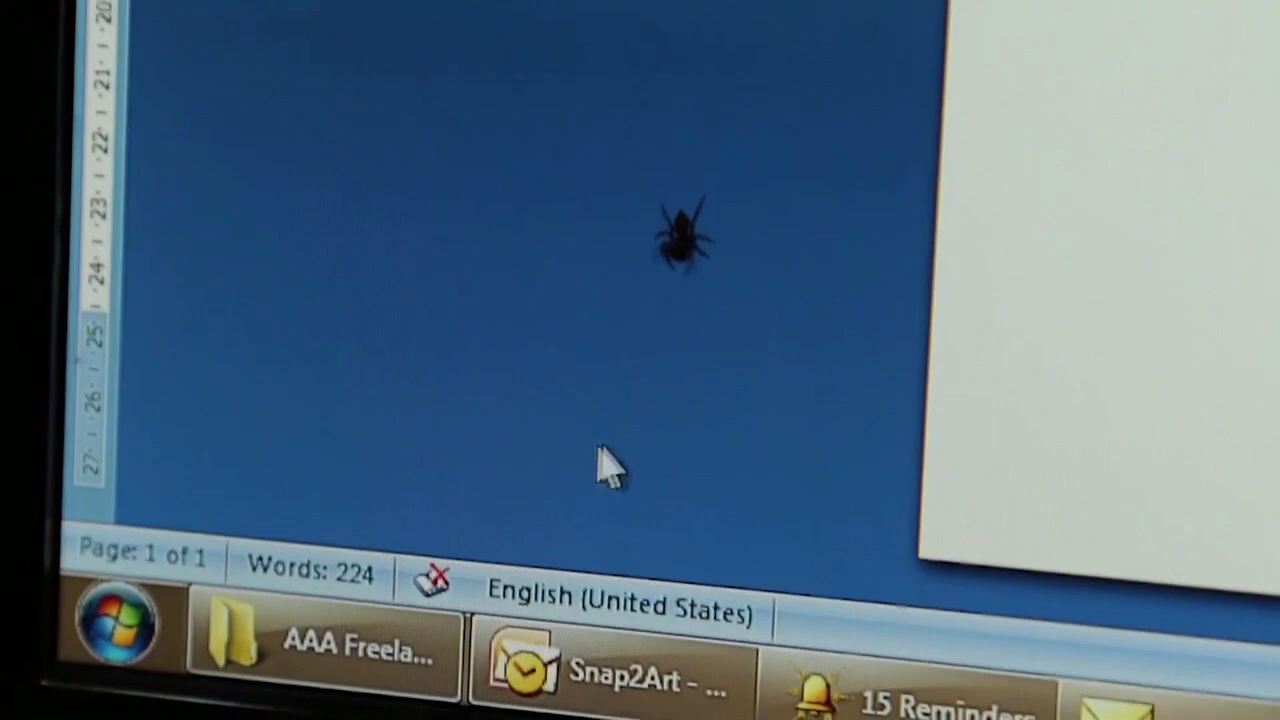 20
21
22
23
24
25
26
27
Page: 1 of 1
Words: 224
English (United States)
AAA Freela...
Snap2Art - ...
15 Reminders